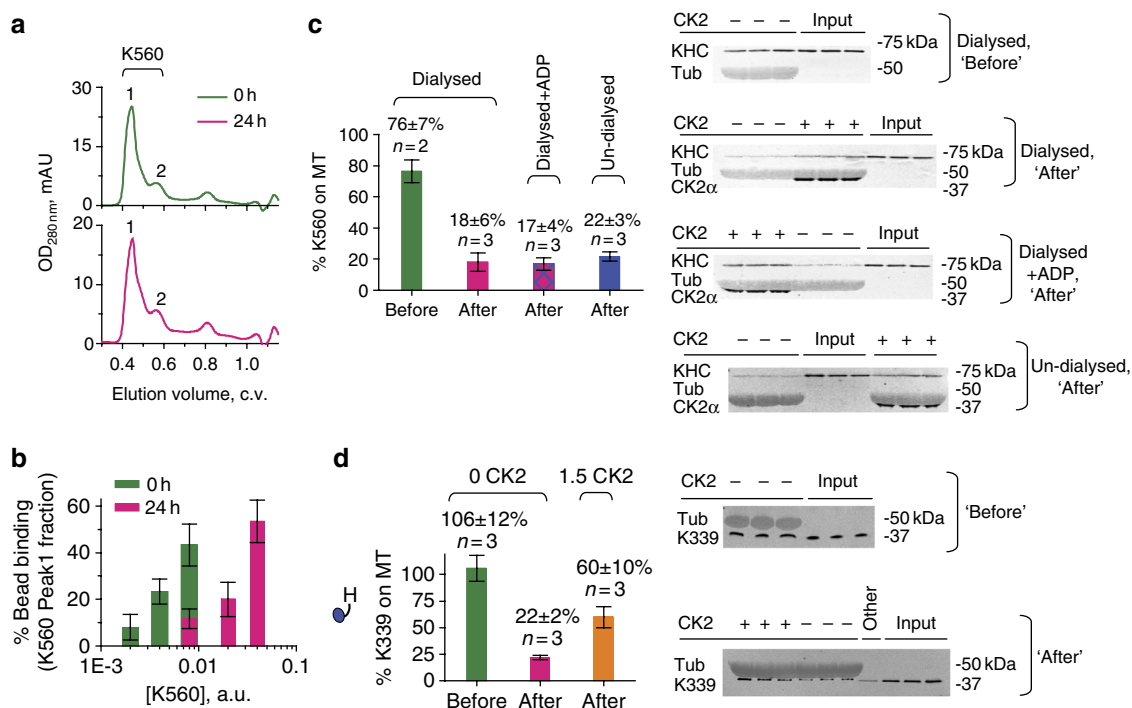 a
K560
1
2
0 h
24 h
30
15
0
1
2
20
10
0
OD280nm, mAU
0.4 0.6 0.8 1.0
Elution volume, c.v.
b
0 h
24 h
60
40
20
0
% Bead binding
(K560 Peak1 fraction)
1E-3 0.01 0.1
[K560], a.u.
c
Dialysed
Dialysed+ADP
Un-dialysed
100
80
60
40
20
0
% K560 on MT
76±7%
n=2
18±6%
n=3
17±4%
n=3
22±3%
n=3
Before After After After
CK2 – – – Input
KHC -75 kDa
Tub -50
Dialysed,
'Before'
CK2 – – – + + + Input
KHC -75 kDa
Tub -50
CK2α -37
Dialysed,
'After'
CK2 + + + – – – Input
KHC -75 kDa
Tub -50
CK2α -37
Dialysed
+ADP,
'After'
CK2 – – – Input + + +
KHC -75 kDa
Tub -50
CK2α -37
Un-dialysed,
'After'
d
H
0 CK2 1.5 CK2
100
75
50
25
0
% K339 on MT
106±12%
n=3
22±2%
n=3
60±10%
n=3
Before After After
CK2 – – – Input
Tub -50 kDa
K339 -37
'Before'
CK2 + + + – – – Other Input
Tub -50 kDa
K339 -37
'After'